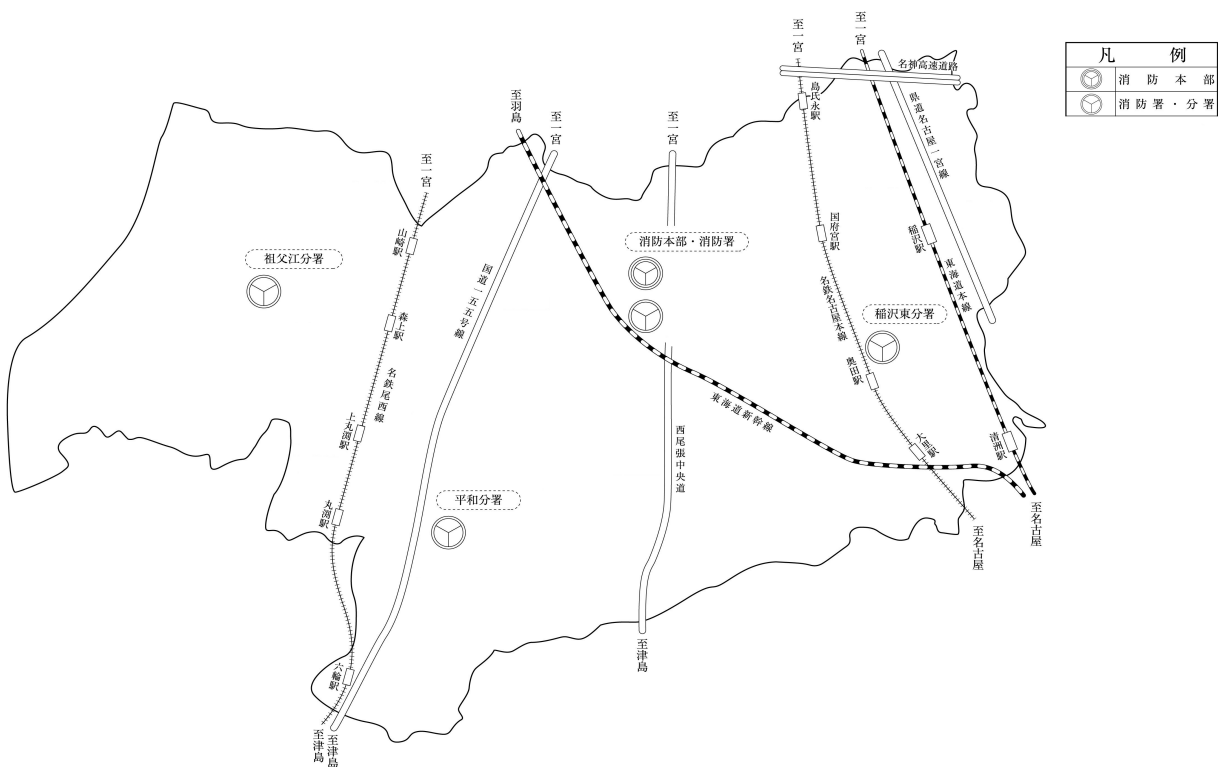 凡 例
消防本部
消防署・分署
至一宮
至一宮
名神高速道路
島氏永駅
県道名古屋一宮線
至羽島
至一宮
至一宮
至一宮
山崎駅
国府宮駅
稲沢駅
消防本部・消防署
祖父江分署
国道一五五号線
東海道本線
名鉄名古屋本線
稲沢東分署
森上駅
奥田駅
名鉄尾西線
東海道新幹線
上丸渕駅
西尾張中央道
大里駅
清洲駅
平和分署
丸渕駅
至名古屋
至名古屋
至津島
六輪駅
至津島
至津島